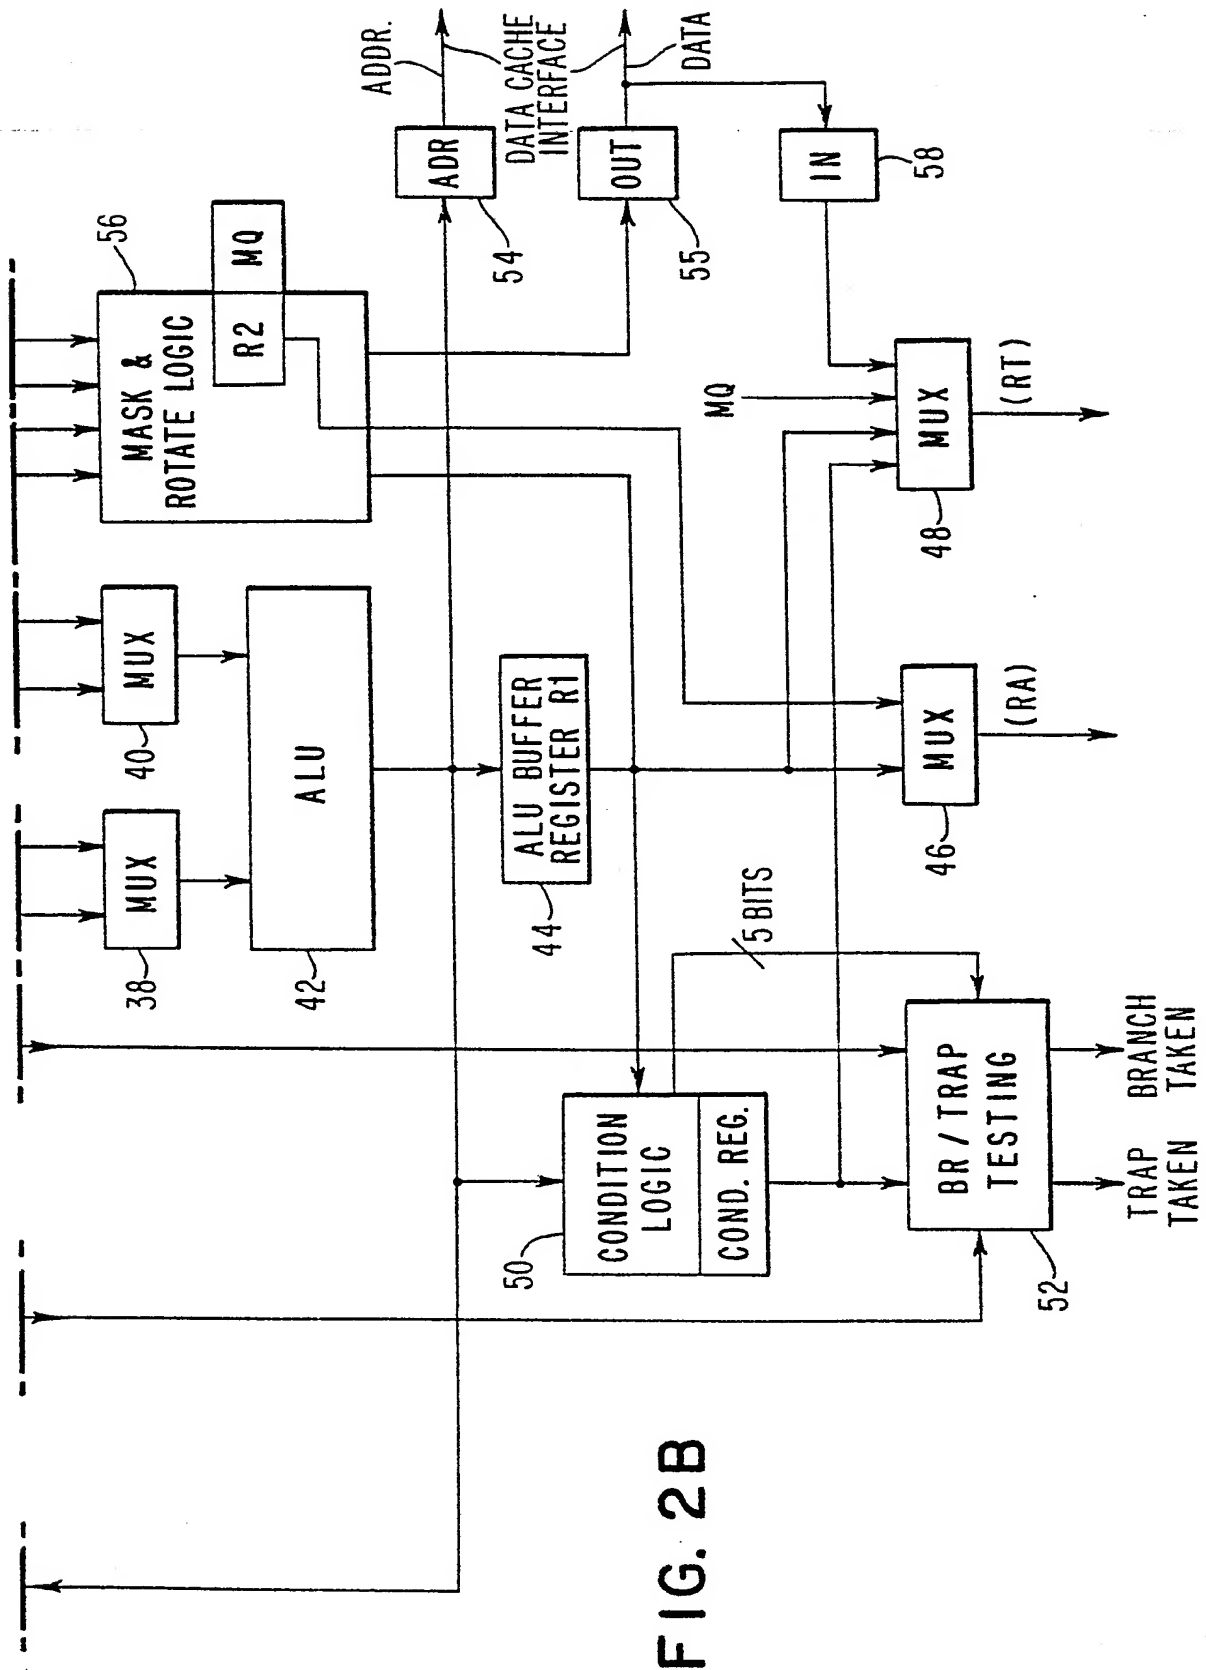 ADDR.
DATA CACHE
INTERFACE
DATA
ADR
54
OUT
55
IN
58
56
MASK &
ROTATE LOGIC
R2
MQ
MUX
40
MUX
38
ALU
42
ALU BUFFER
REGISTER R1
44
MQ
MUX
48
(RT)
MUX
46
(RA)
5 BITS
50
CONDITION
LOGIC
COND. REG.
BR/TRAP
TESTING
52
BRANCH
TAKEN
TRAP
TAKEN
FIG. 2B